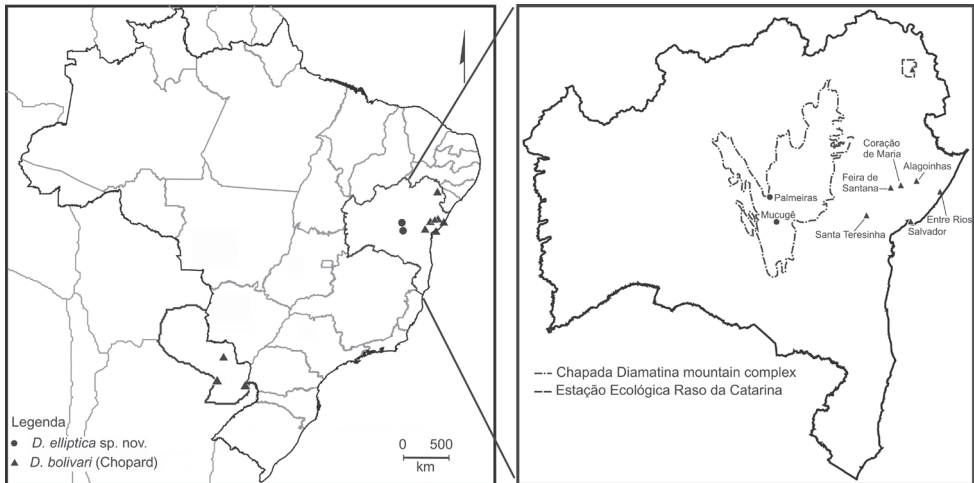 Legenda
D. elliptica sp. nov.
D. bolivari (Chopard)
0 500
km
Coração
de Maria
Alagoinhas
Feira de
Santana
Palmeiras
Mucugê
Entre Rios
Santa Teresinha
Salvador
Chapada Diamatina mountain complex
Estação Ecológica Raso da Catarina